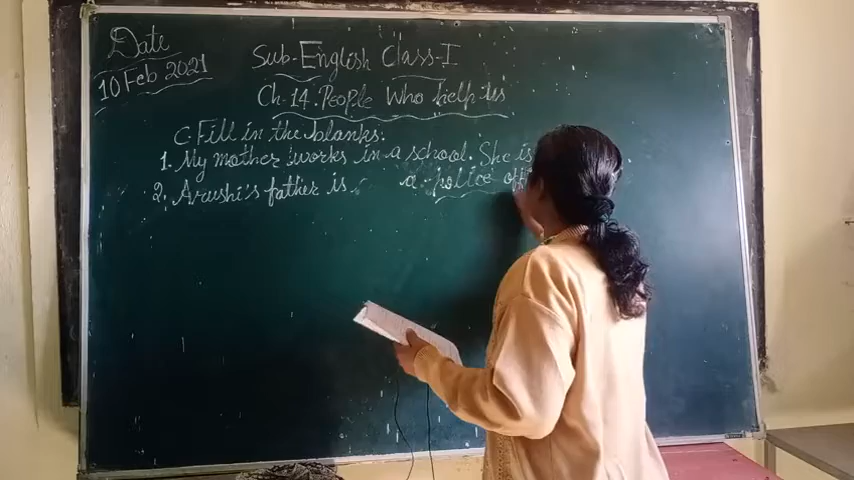 Date
10 Feb 2021
Sub-English Class-I
Ch-14. People Who help us
C. Fill in the blanks:
1. My mother works in a school. She is
2. Arushi's father is a police off